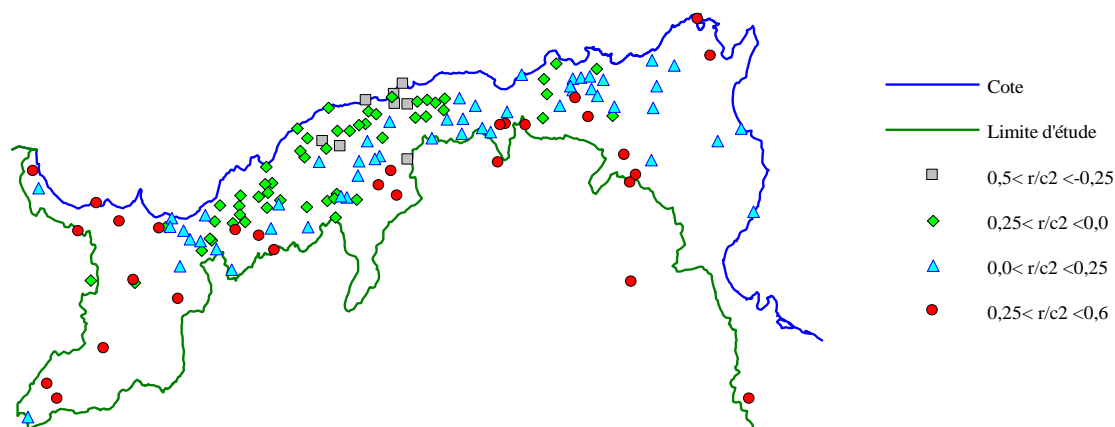 Cote
Limite d'étude
0,5< r/c2 <-0,25
0,25< r/c2 <0,0
0,0< r/c2 <0,25
0,25< r/c2 <0,6